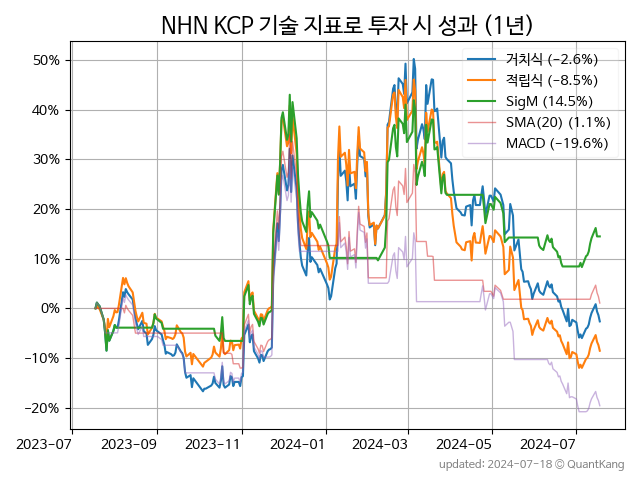 NHN KCP 기술 지표로 투자 시 성과 (1년)
거치식 (−2.6%)
적립식 (−8.5%)
SigM (14.5%)
SMA(20) (1.1%)
MACD (−19.6%)
50%
40%
30%
20%
10%
0%
−10%
−20%
2023-07 2023-09 2023-11 2024-01 2024-03 2024-05 2024-07
updated: 2024-07-18 © QuantKang